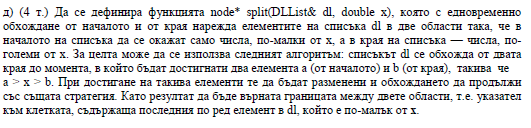 д) (4 т.) Да се дефинира функцията node* split(DLList& dl, double x), която с едновременно
обхождане от началото и от края нарежда елементите на списъка dl в две области така, че в
началото на списъка да се окажат само числа, по-малки от x, а в края на списъка — числа, по-
големи от x. За целта може да се използва следният алгоритъм: списъкът dl се обхожда от двата
края до момента, в който бъдат достигнати два елемента a (от началото) и b (от края), такива че
a > x > b. При достигане на такива елементи те да бъдат разменени и обхождането да продължи
със същата стратегия. Като резултат да бъде върната границата между двете области, т.е. указател
към клетката, съдържаща последния по ред елемент в dl, който е по-малък от x.